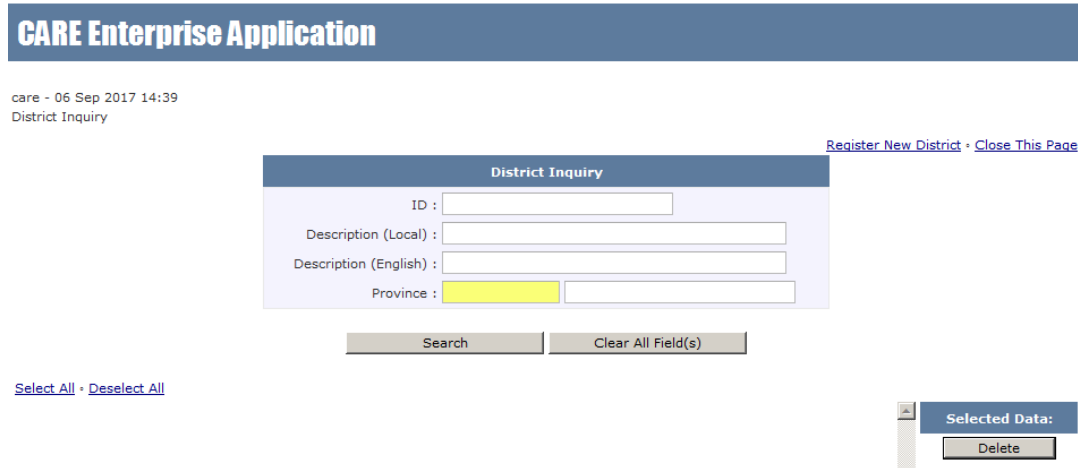 CARE Enterprise Application
care - 06 Sep 2017 14:39
District Inquiry
Register New District ∘ Close This Page
District Inquiry
ID :
Description (Local) :
Description (English) :
Province :
Search Clear All Field(s)
Select All ∘ Deselect All
Selected Data:
Delete